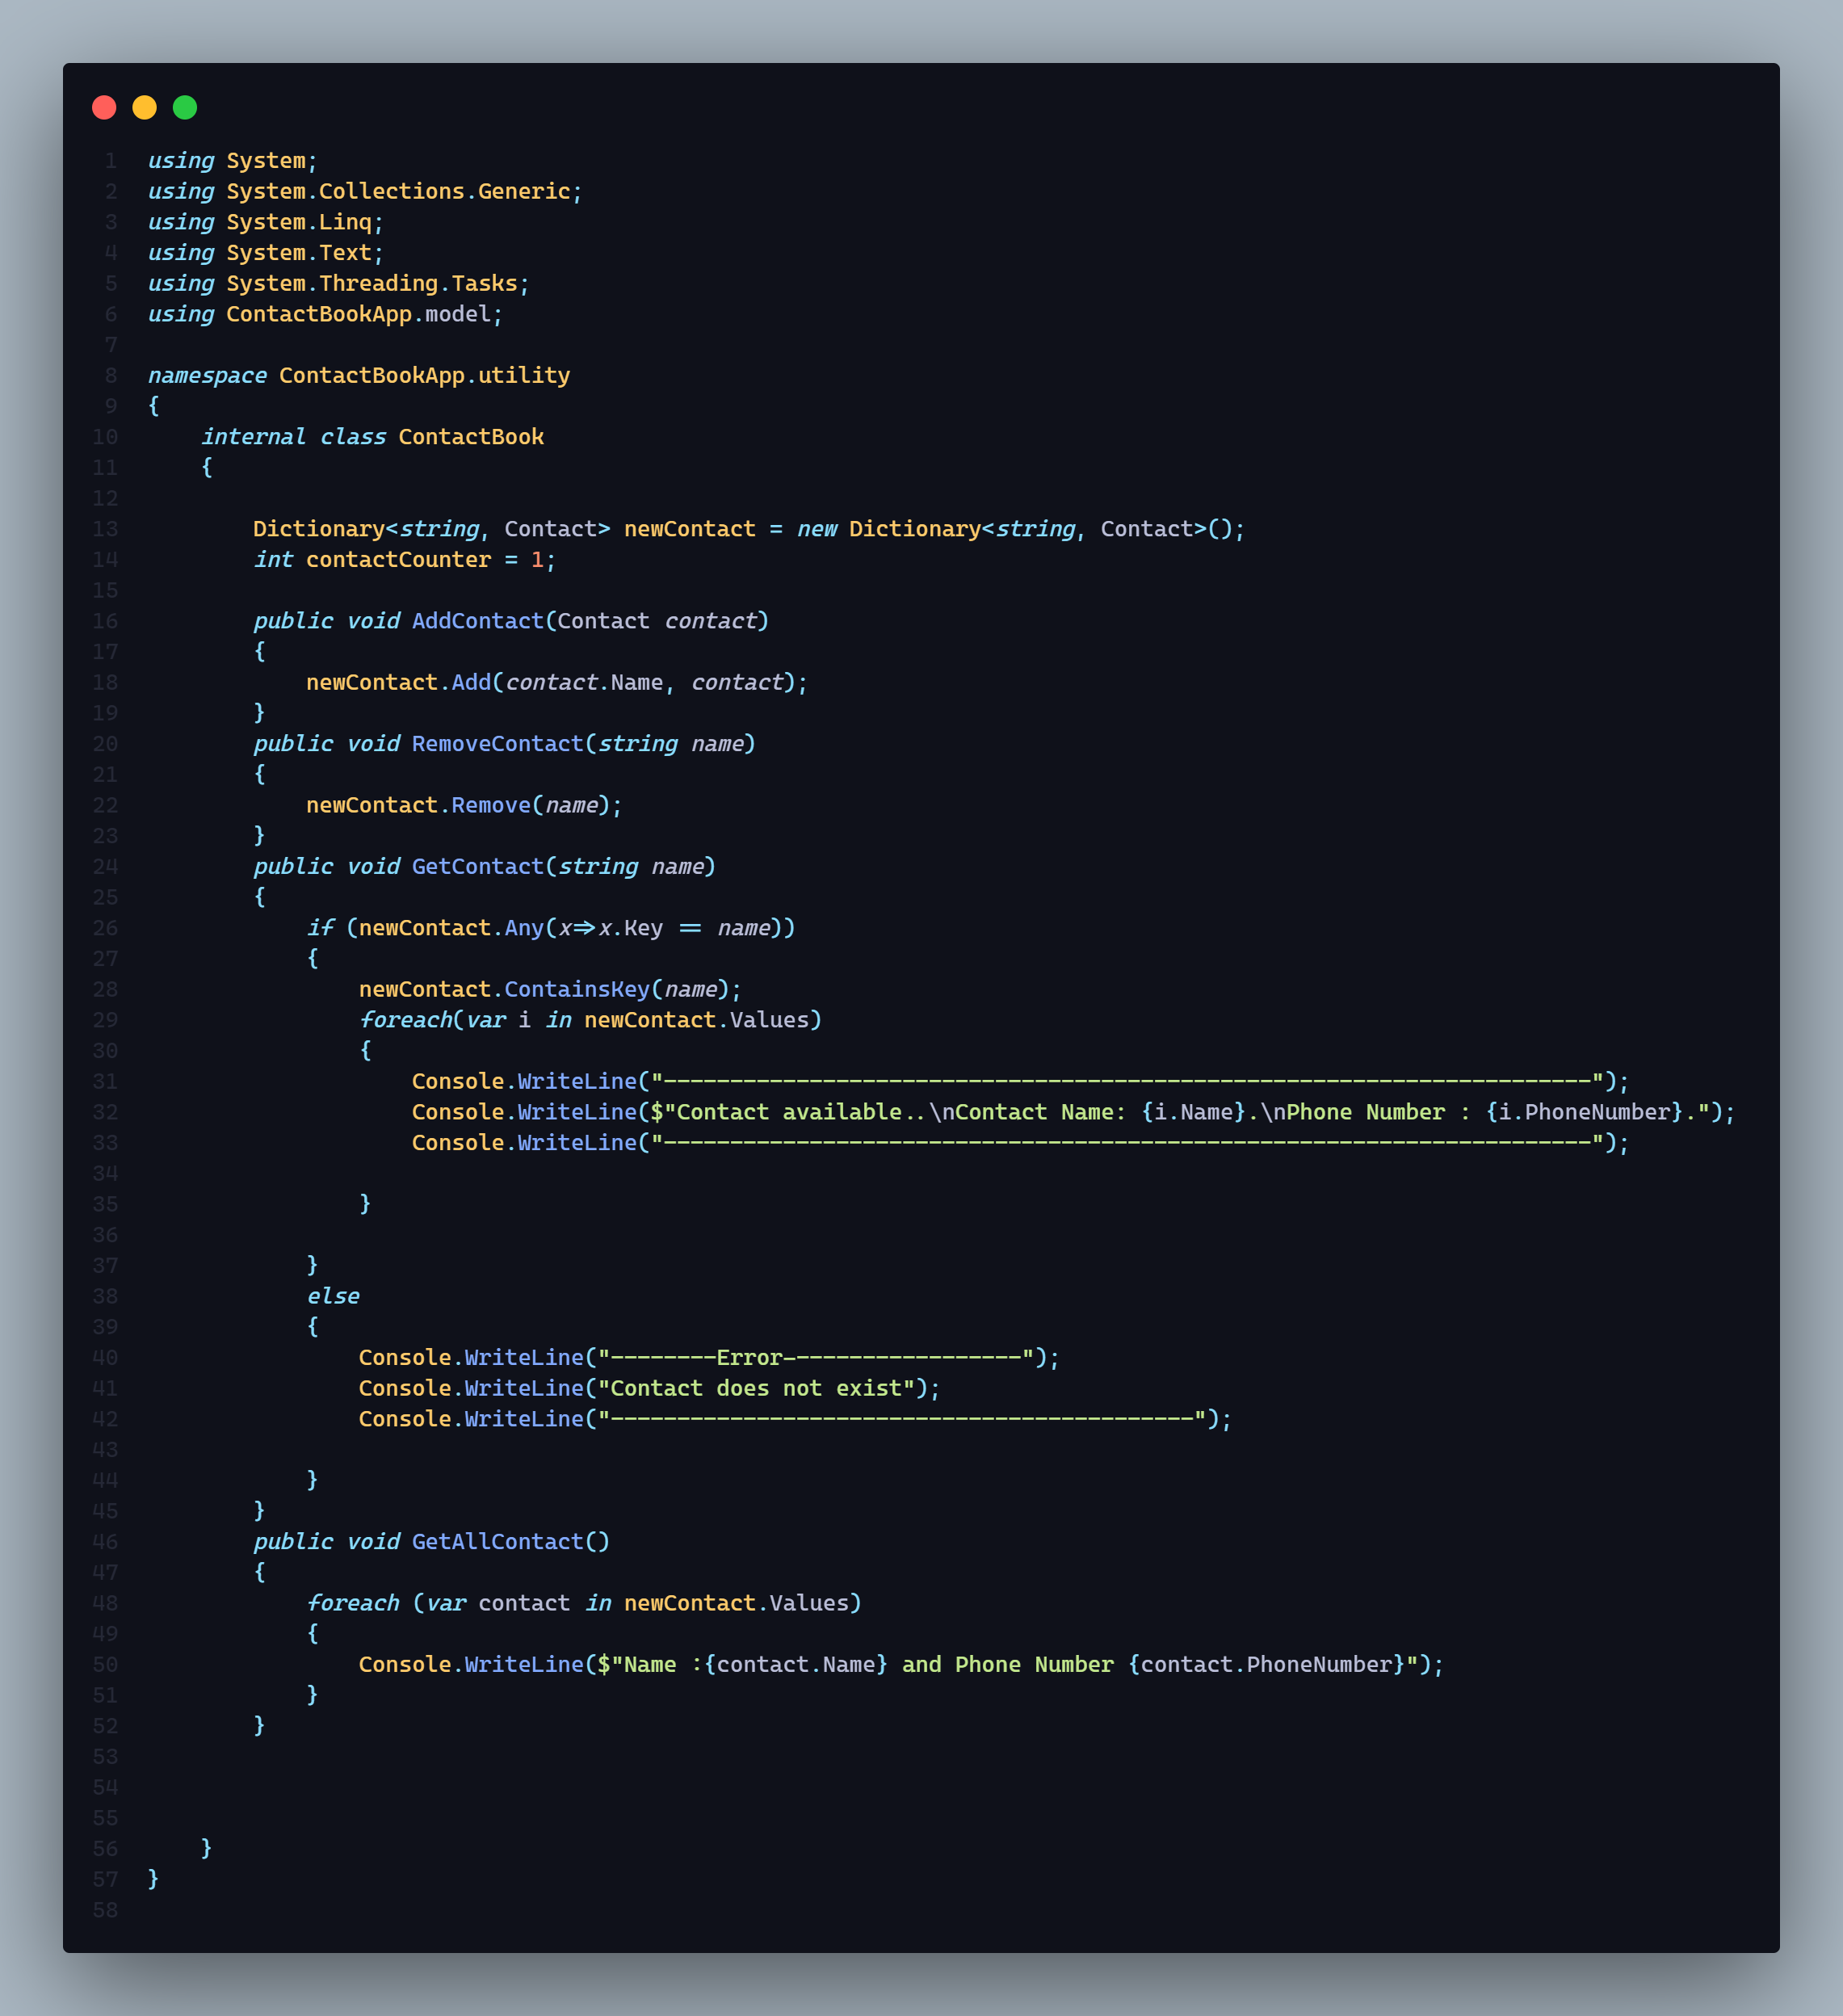 1 using System;
2 using System.Collections.Generic;
3 using System.Linq;
4 using System.Text;
5 using System.Threading.Tasks;
6 using ContactBookApp.model;
7
8 namespace ContactBookApp.utility
9 {
10     internal class ContactBook
11     {
12
13         Dictionary<string, Contact> newContact = new Dictionary<string, Contact>();
14         int contactCounter = 1;
15
16         public void AddContact(Contact contact)
17         {
18             newContact.Add(contact.Name, contact);
19         }
20         public void RemoveContact(string name)
21         {
22             newContact.Remove(name);
23         }
24         public void GetContact(string name)
25         {
26             if (newContact.Any(x=>x.Key == name))
27             {
28                 newContact.ContainsKey(name);
29                 foreach(var i in newContact.Values)
30                 {
31                     Console.WriteLine("----------------------------------------------------------------------");
32                     Console.WriteLine($"Contact available..\nContact Name: {i.Name}.\nPhone Number : {i.PhoneNumber}.");
33                     Console.WriteLine("----------------------------------------------------------------------");
34
35                 }
36
37             }
38             else
39             {
40                 Console.WriteLine("--------Error------------------");
41                 Console.WriteLine("Contact does not exist");
42                 Console.WriteLine("--------------------------------------------");
43
44             }
45         }
46         public void GetAllContact()
47         {
48             foreach (var contact in newContact.Values)
49             {
50                 Console.WriteLine($"Name :{contact.Name} and Phone Number {contact.PhoneNumber}");
51             }
52         }
53
54
55
56     }
57 }
58